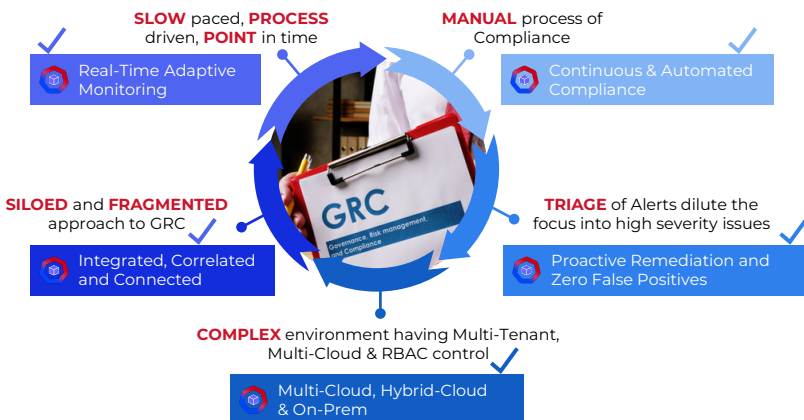 SLOW paced, PROCESS
driven, POINT in time
Real-Time Adaptive
Monitoring
MANUAL process of
Compliance
Continuous & Automated
Compliance
SILOED and FRAGMENTED
approach to GRC
Integrated, Correlated
and Connected
GRC
Governance, Risk management,
and Compliance
TRIAGE of Alerts dilute the
focus into high severity issues
Proactive Remediation and
Zero False Positives
COMPLEX environment having Multi-Tenant,
Multi-Cloud & RBAC control
Multi-Cloud, Hybrid-Cloud
& On-Prem